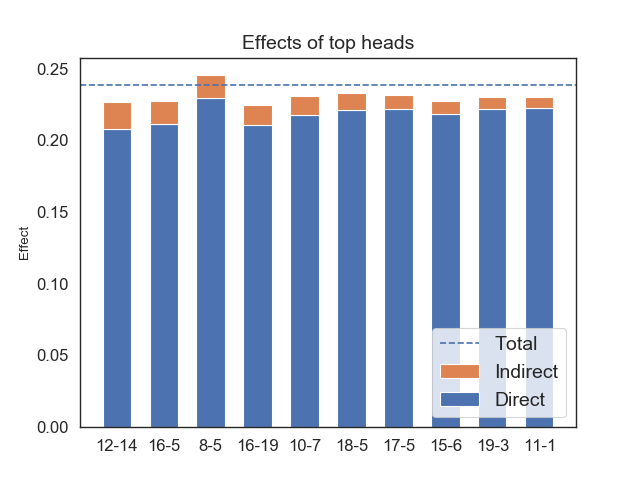 Effects of top heads
0.25
0.20
0.15
0.10
0.05
0.00
Effect
Total
Indirect
Direct
12-14 16-5 8-5 16-19 10-7 18-5 17-5 15-6 19-3 11-1